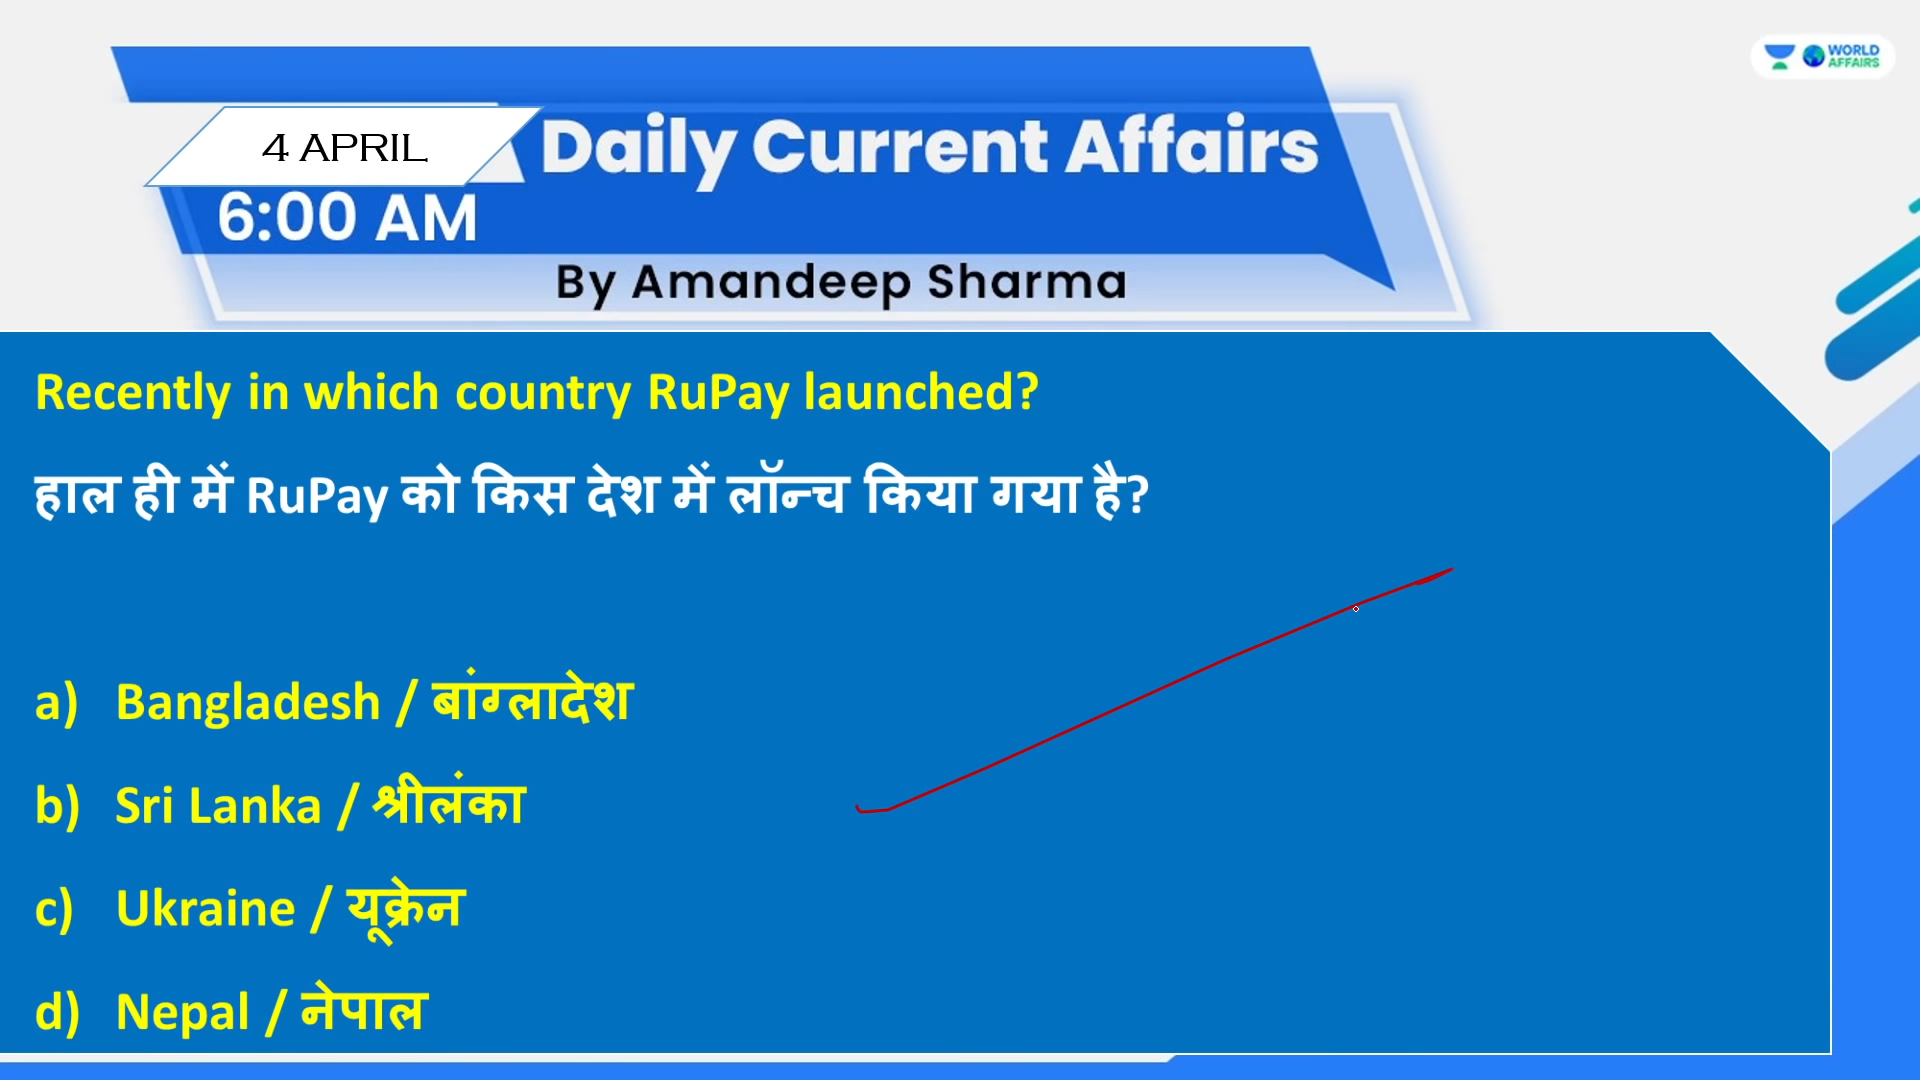 WORLD
AFFAIRS
4 APRIL
Daily Current Affairs
6:00 AM
By Amandeep Sharma
Recently in which country RuPay launched?
हाल ही में RuPay को किस देश में लॉन्च किया गया है?
a) Bangladesh / बांग्लादेश
b) Sri Lanka / श्रीलंका
c) Ukraine / यूक्रेन
d) Nepal / नेपाल